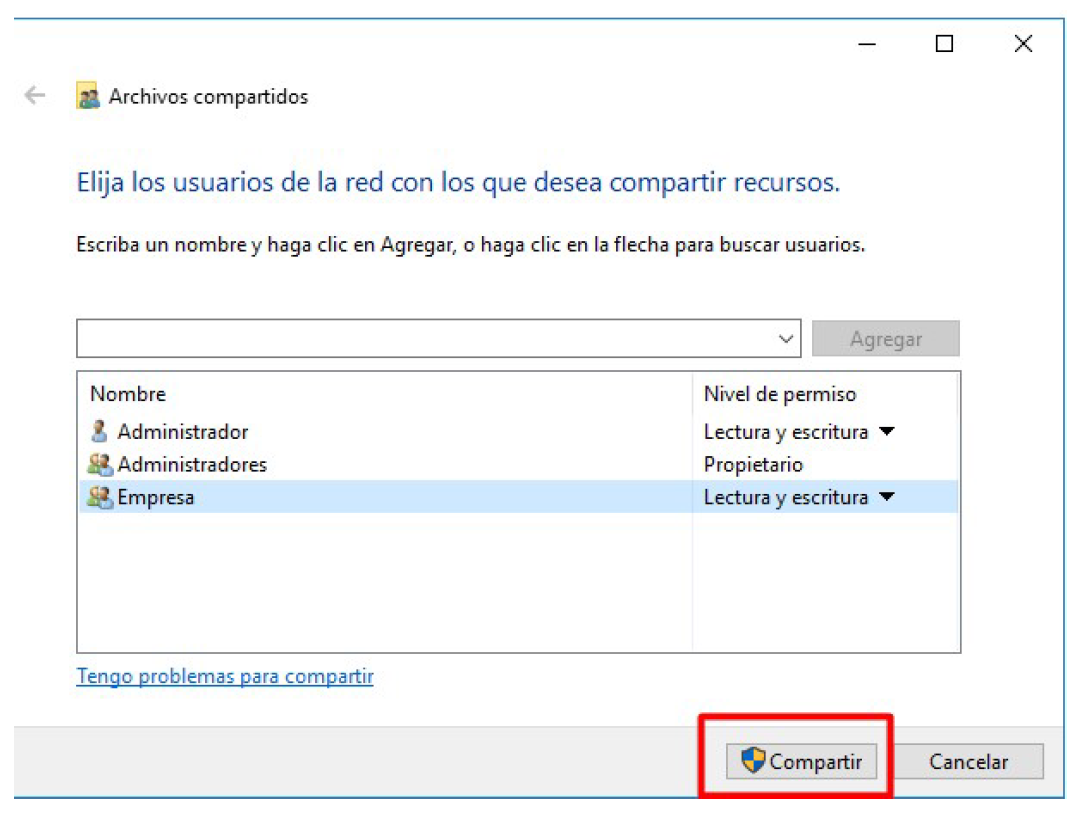 Archivos compartidos
Elija los usuarios de la red con los que desea compartir recursos.
Escriba un nombre y haga clic en Agregar, o haga clic en la flecha para buscar usuarios.
Agregar
Nombre Nivel de permiso
Administrador Lectura y escritura
Administradores Propietario
Empresa Lectura y escritura
Tengo problemas para compartir
Compartir Cancelar